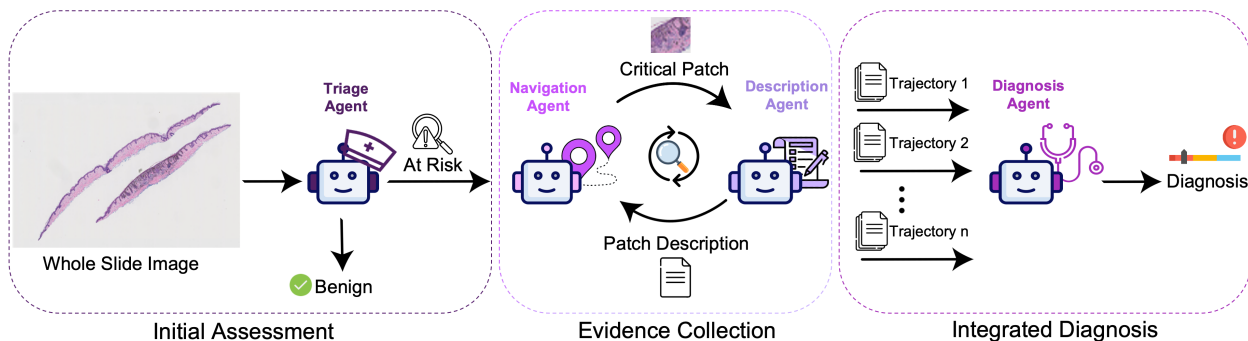 Triage
Agent
At Risk
Whole Slide Image
Benign
Initial Assessment
Critical Patch
Navigation
Agent
Description
Agent
Patch Description
Evidence Collection
Trajectory 1
Trajectory 2
Trajectory n
Diagnosis
Agent
Diagnosis
Integrated Diagnosis